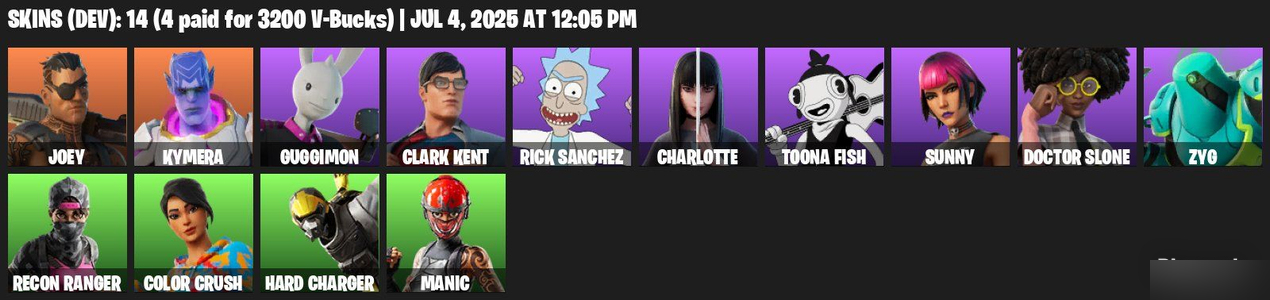 SKINS (DEV): 14 (4 paid for 3200 V-Bucks) | JUL 4, 2025 AT 12:05 PM
JOEY KYMERA GUGGIMON CLARK KENT RICK SANCHEZ CHARLOTTE TOONA FISH SUNNY DOCTOR SLONE ZYG
RECON RANGER COLOR CRUSH HARD CHARGER MANIC